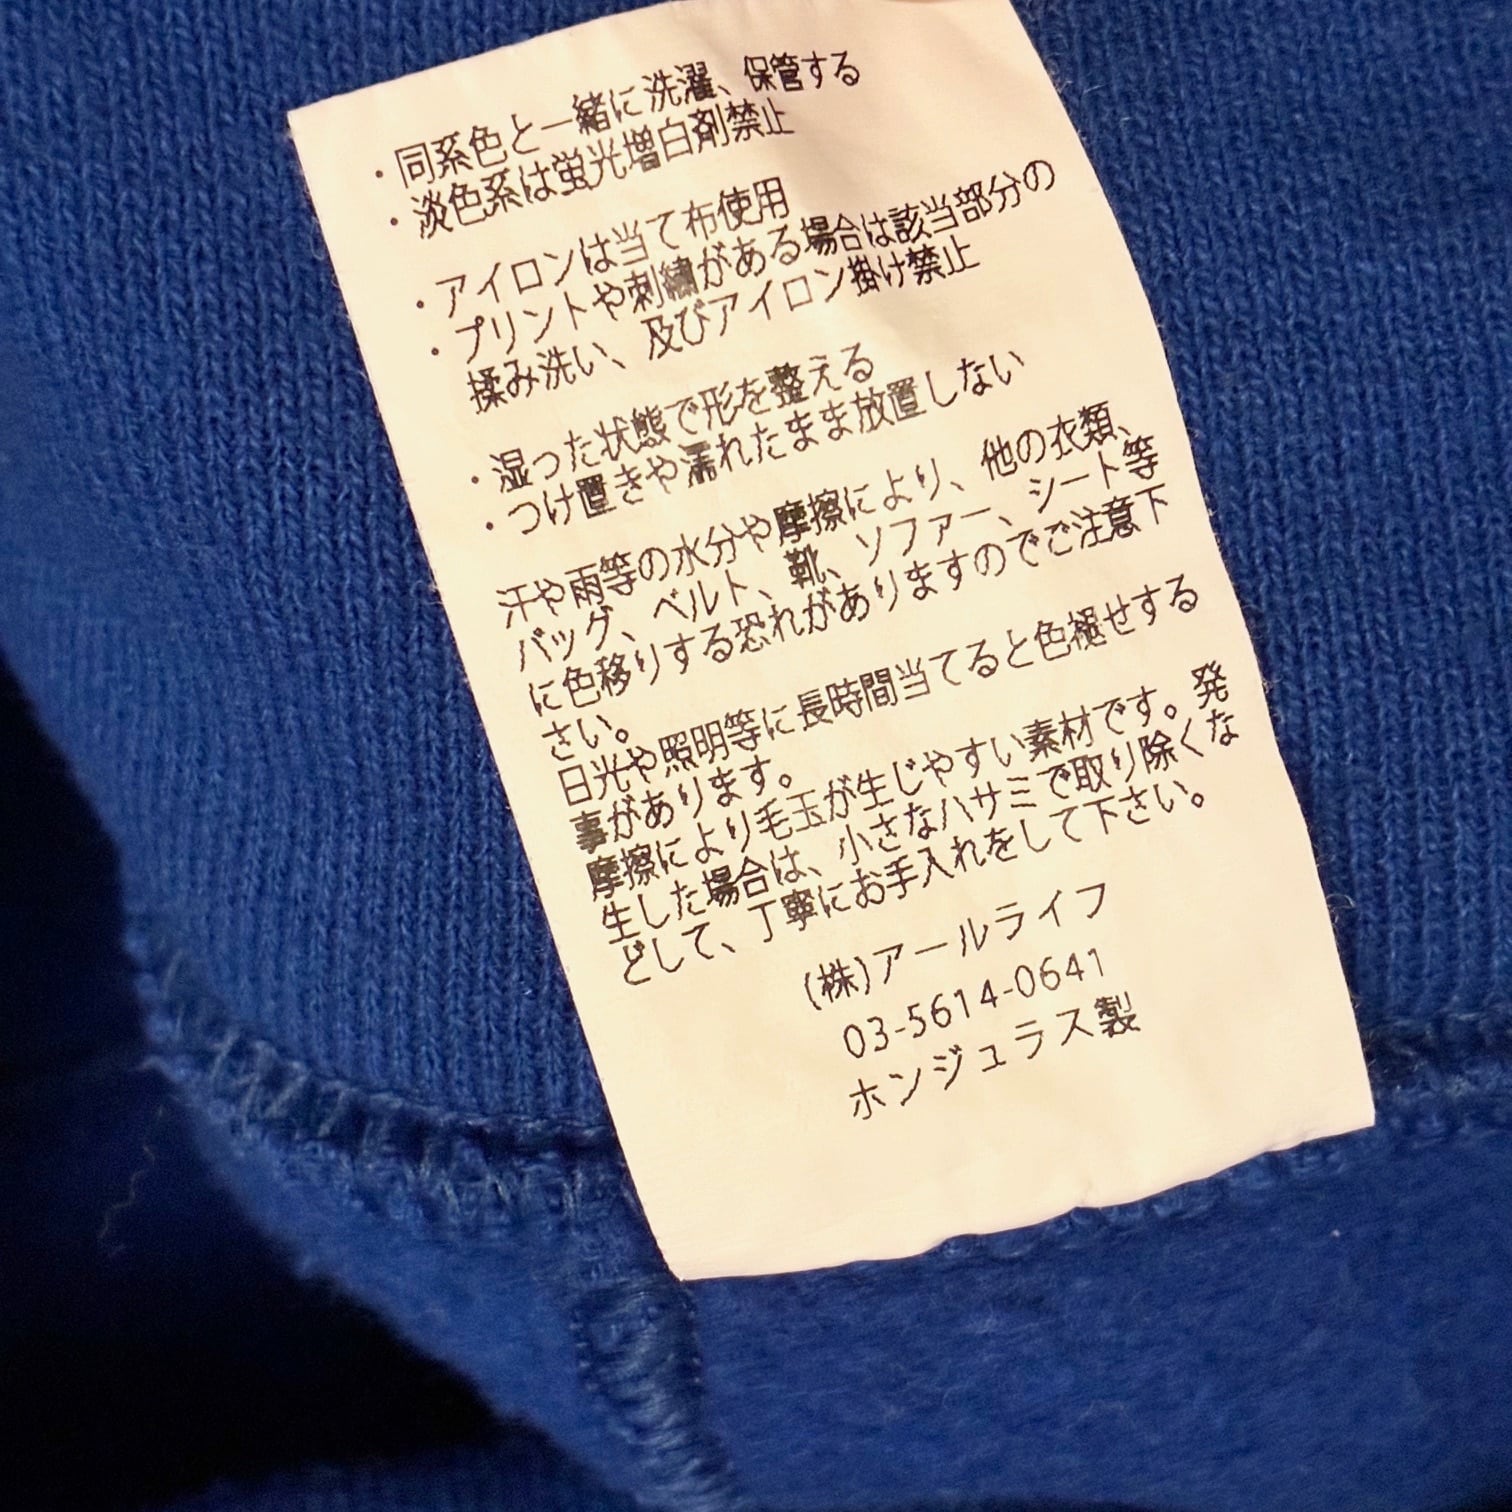 ・同系色と一緒に洗濯、保管する
・淡色系は蛍光増白剤禁止
・アイロンは当て布使用
・プリントや刺繍がある場合は該当部分の
揉み洗い、及びアイロン掛け禁止
・湿った状態で形を整える
・つけ置きや濡れたまま放置しない
汗や雨等の水分や摩擦により、他の衣類、
バッグ、ベルト、靴、ソファー、シート等
に色移りする恐れがありますのでご注意下
さい。
日光や照明等に長時間当てると色褪せする
事があります。
摩擦により毛玉が生じやすい素材です。発
生した場合は、小さなハサミで取り除くな
どして、丁寧にお手入れをして下さい。
(株)アールライフ
03-5614-0641
ホンジュラス製